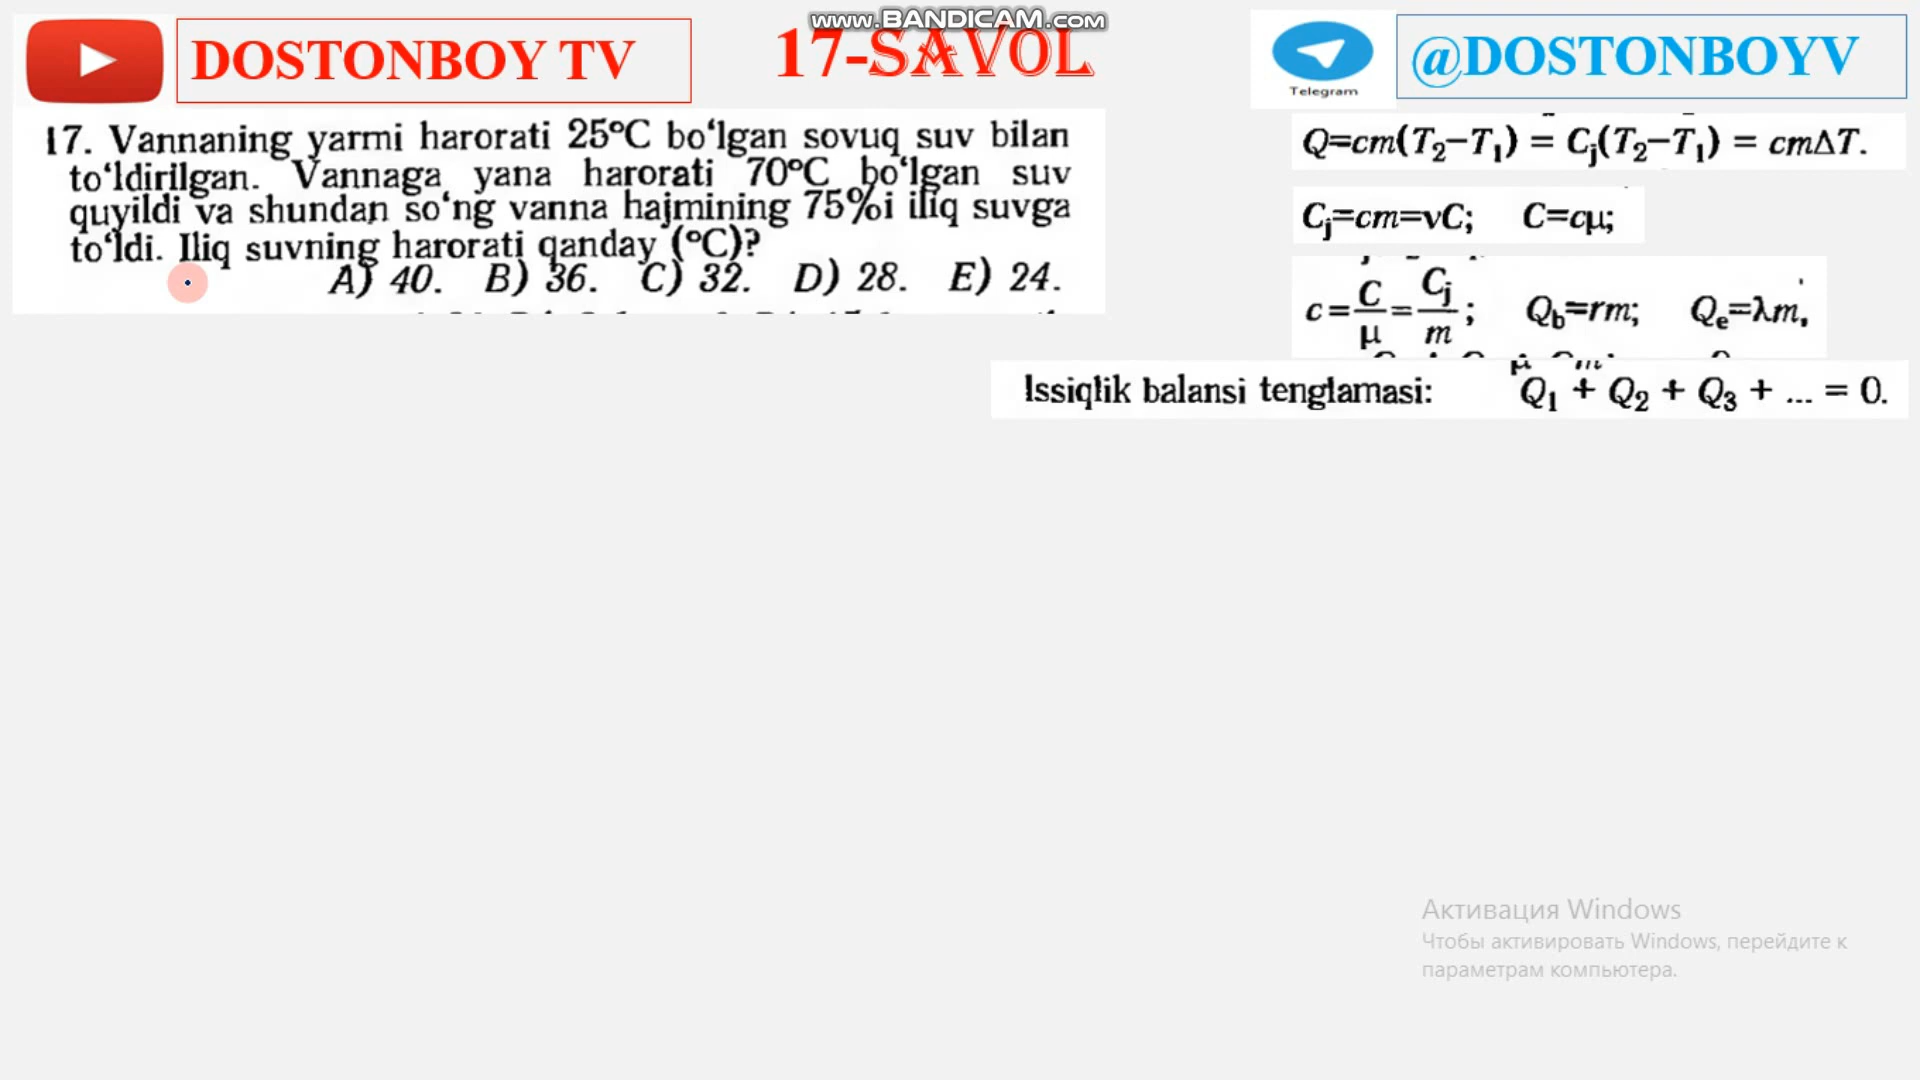 www.BANDICAM.com
DOSTONBOY TV
17-SAVOL
Telegram
@DOSTONBOYV
17. Vannaning yarmi harorati 25°C bo‘lgan sovuq suv bilan
to‘ldirilgan. Vannaga yana harorati 70°C bo‘lgan suv
quyildi va shundan so‘ng vanna hajmining 75%i iliq suvga
to‘ldi. Iliq suvning harorati qanday (°C)?
A) 40. B) 36. C) 32. D) 28. E) 24.
Q=cm(T₂−T₁) = Cⱼ(T₂−T₁) = cmΔT.
Cⱼ=cm=νC; C=cμ;
c=C/μ=Cⱼ/m; Q_b=rm; Q_e=λm,
Issiqlik balansi tenglamasi: Q₁ + Q₂ + Q₃ + ... = 0.
Активация Windows
Чтобы активировать Windows, перейдите к
параметрам компьютера.